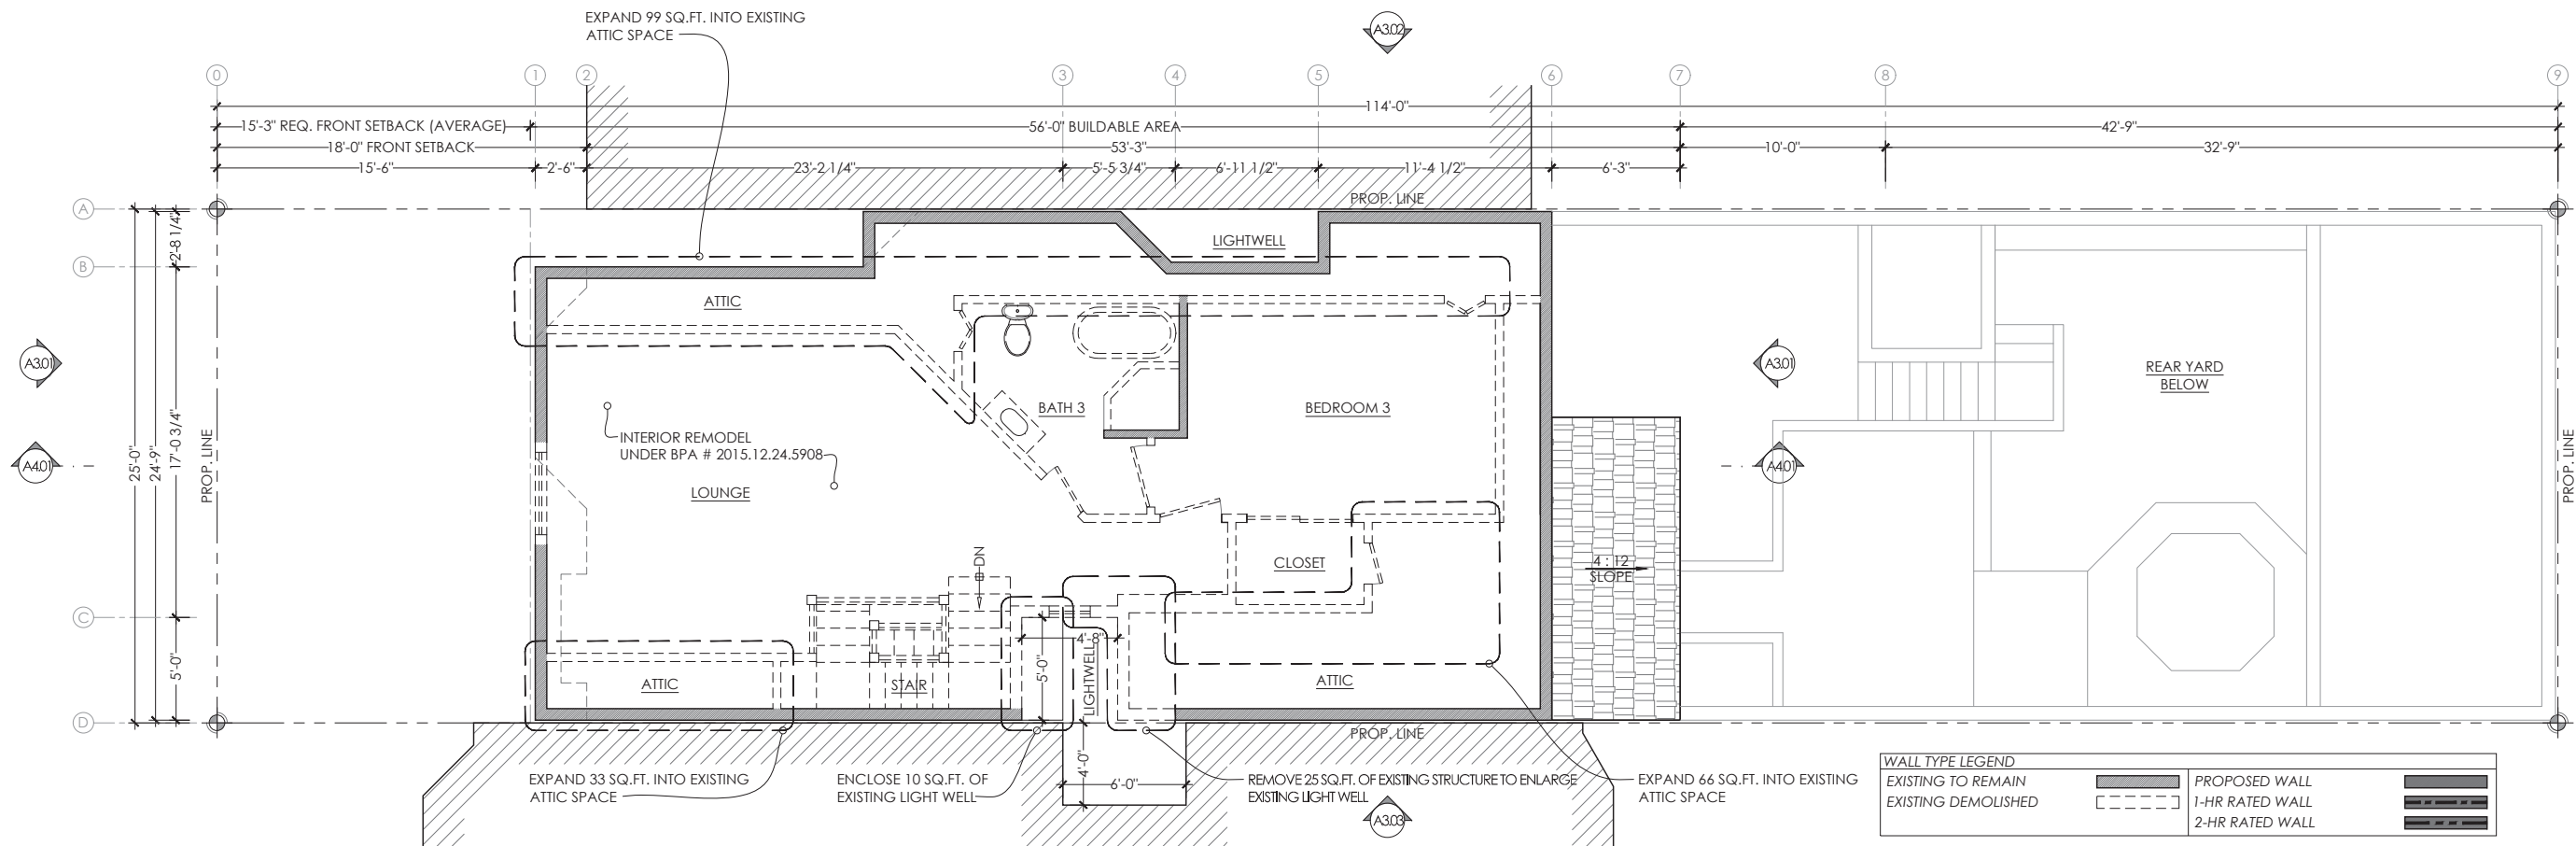 EXPAND 99 SQ.FT. INTO EXISTING
ATTIC SPACE
A3.02
0
1
2
3
4
5
6
7
8
9
114'-0"
15'-3" REQ. FRONT SETBACK (AVERAGE)
56'-0" BUILDABLE AREA
42'-9"
18'-0" FRONT SETBACK
53'-3"
10'-0"
32'-9"
15'-6"
2'-6"
23'-2 1/4"
5'-5 3/4"
6'-11 1/2"
11'-4 1/2"
6'-3"
PROP. LINE
A
B
C
D
25'-0"
24'-9"
2'-8 1/4"
17'-0 3/4"
5'-0"
PROP. LINE
LIGHTWELL
ATTIC
A3.01
A4.01
BATH 3
BEDROOM 3
INTERIOR REMODEL
UNDER BPA # 2015.12.24.5908
LOUNGE
DN
CLOSET
4 : 12
SLOPE
A3.01
A4.01
REAR YARD
BELOW
PROP. LINE
4'-8"
5'-0"
LIGHTWELL
ATTIC
STAIR
ATTIC
PROP. LINE
4'-0"
6'-0"
EXPAND 33 SQ.FT. INTO EXISTING
ATTIC SPACE
ENCLOSE 10 SQ.FT. OF
EXISTING LIGHT WELL
REMOVE 25 SQ.FT. OF EXISTING STRUCTURE TO ENLARGE
EXISTING LIGHT WELL
A3.03
EXPAND 66 SQ.FT. INTO EXISTING
ATTIC SPACE
WALL TYPE LEGEND
EXISTING TO REMAIN
EXISTING DEMOLISHED
PROPOSED WALL
1-HR RATED WALL
2-HR RATED WALL